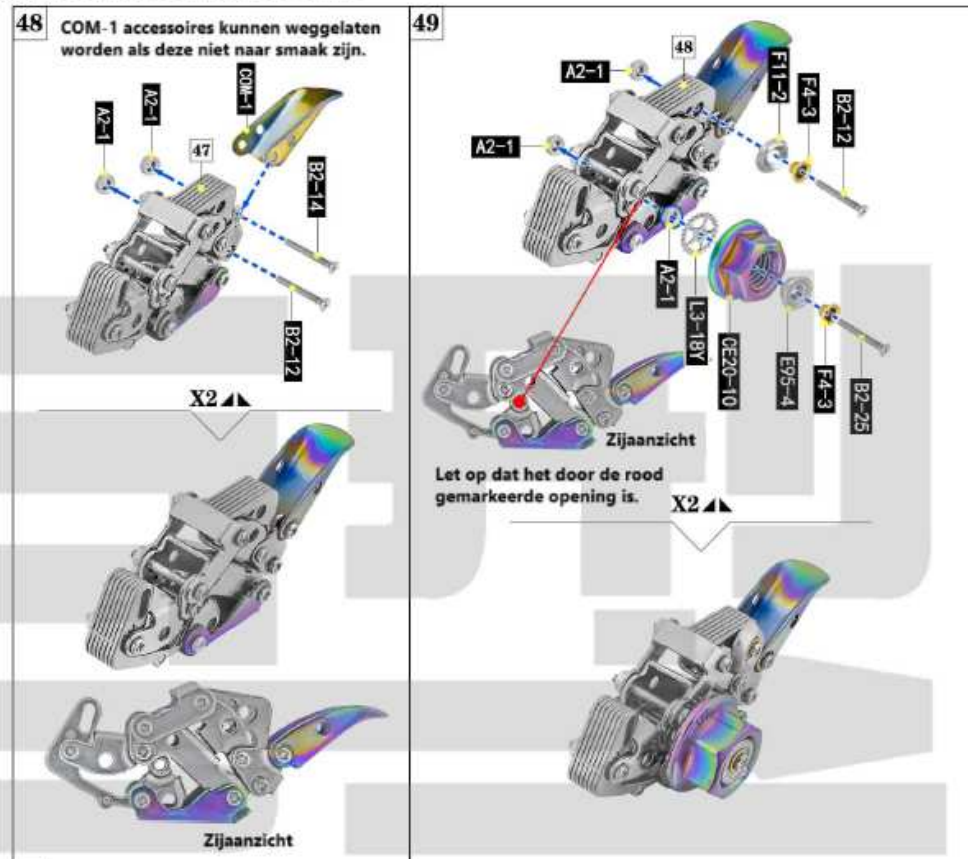 48
COM-1 accessoires kunnen weggelaten
worden als deze niet naar smaak zijn.
COM-1
A2-1
A2-1
47
B2-14
B2-12
X2
Zijaanzicht
49
48
A2-1
F11-2
F4-3
B2-12
A2-1
A2-1
L3-18Y
CE20-10
E95-4
F4-3
B2-25
Zijaanzicht
Let op dat het door de rood
gemarkeerde opening is.
X2